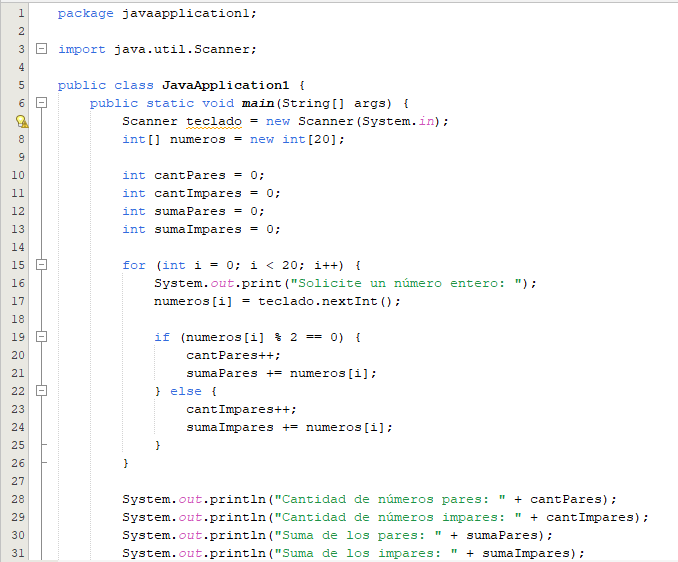 1 package javaapplication1;
2
3 import java.util.Scanner;
4
5 public class JavaApplication1 {
6 public static void main(String[] args) {
Scanner teclado = new Scanner(System.in);
8 int[] numeros = new int[20];
9
10 int cantPares = 0;
11 int cantImpares = 0;
12 int sumaPares = 0;
13 int sumaImpares = 0;
14
15 for (int i = 0; i < 20; i++) {
16 System.out.print("Solicite un número entero: ");
17 numeros[i] = teclado.nextInt();
18
19 if (numeros[i] % 2 == 0) {
20 cantPares++;
21 sumaPares += numeros[i];
22 } else {
23 cantImpares++;
24 sumaImpares += numeros[i];
25 }
26 }
27
28 System.out.println("Cantidad de números pares: " + cantPares);
29 System.out.println("Cantidad de números impares: " + cantImpares);
30 System.out.println("Suma de los pares: " + sumaPares);
31 System.out.println("Suma de los impares: " + sumaImpares);